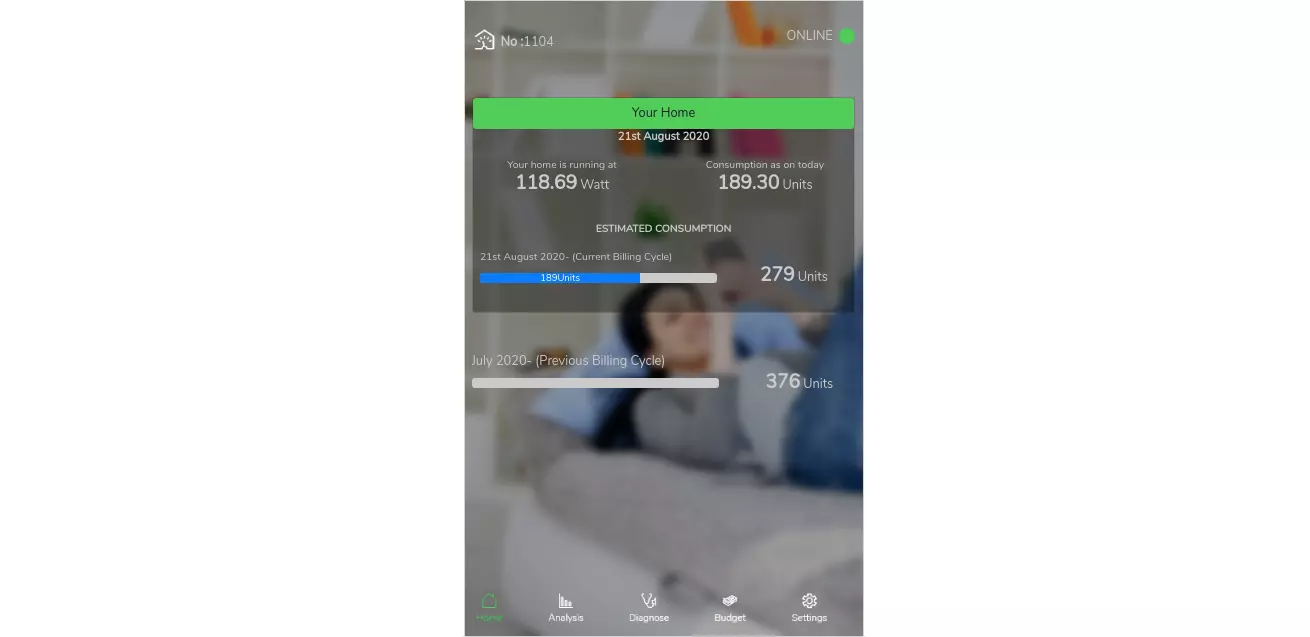 No :1104
ONLINE
Your Home
21st August 2020
Your home is running at
118.69 Watt
Consumption as on today
189.30 Units
ESTIMATED CONSUMPTION
21st August 2020- (Current Billing Cycle)
189Units
279 Units
July 2020- (Previous Billing Cycle)
376 Units
Home
Analysis
Diagnose
Budget
Settings